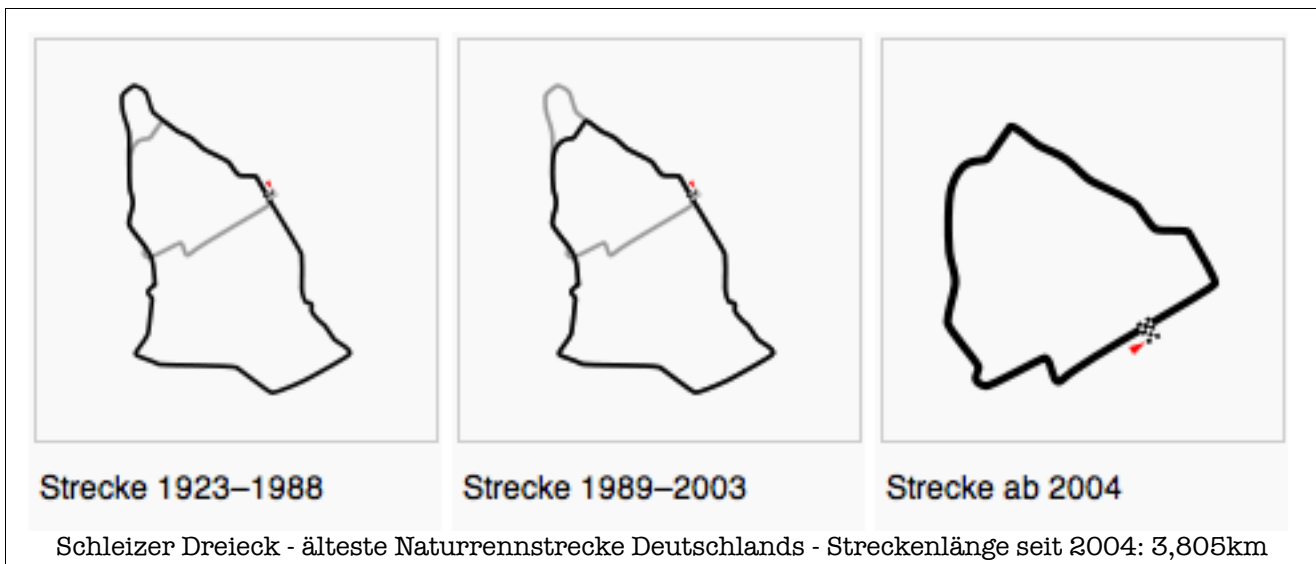 Strecke 1923–1988
Strecke 1989–2003
Strecke ab 2004
Schleizer Dreieck - älteste Naturrennstrecke Deutschlands - Streckenlänge seit 2004: 3,805km